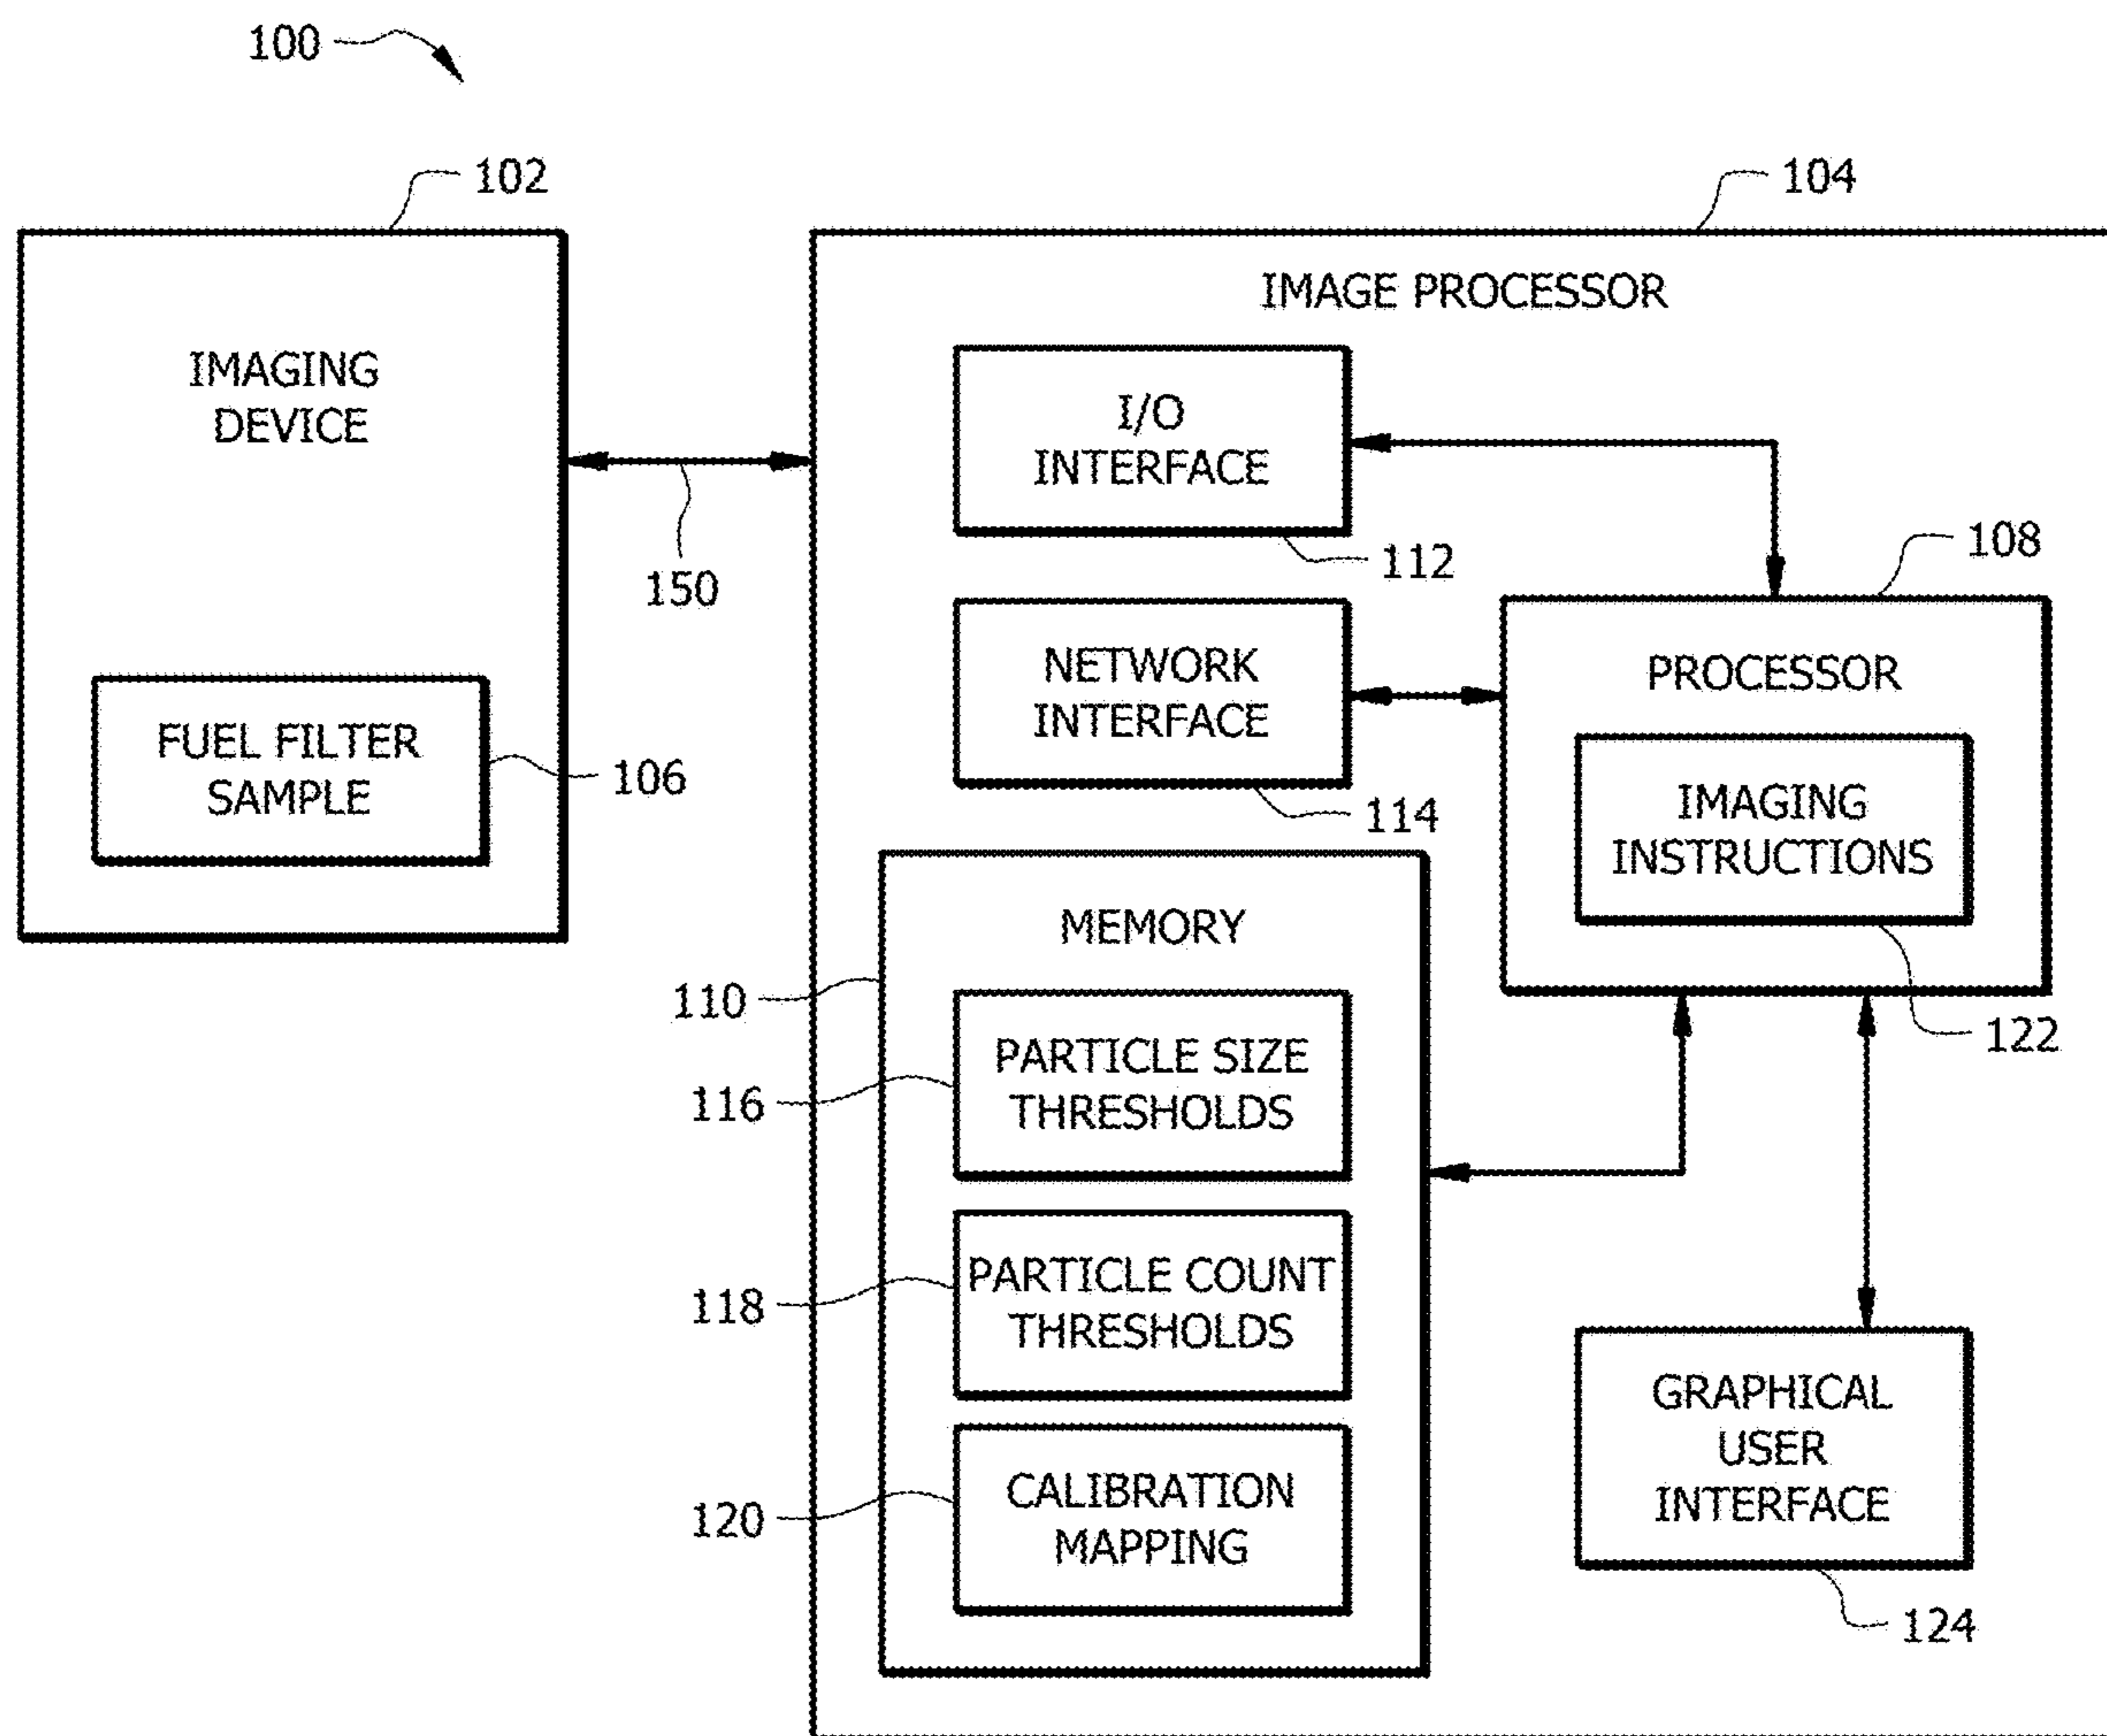 100
102
104
IMAGE PROCESSOR
IMAGING
DEVICE
I/O
INTERFACE
112
108
150
NETWORK
INTERFACE
114
PROCESSOR
IMAGING
INSTRUCTIONS
122
FUEL FILTER
SAMPLE
106
MEMORY
110
PARTICLE SIZE
THRESHOLDS
116
PARTICLE COUNT
THRESHOLDS
118
CALIBRATION
MAPPING
120
GRAPHICAL
USER
INTERFACE
124